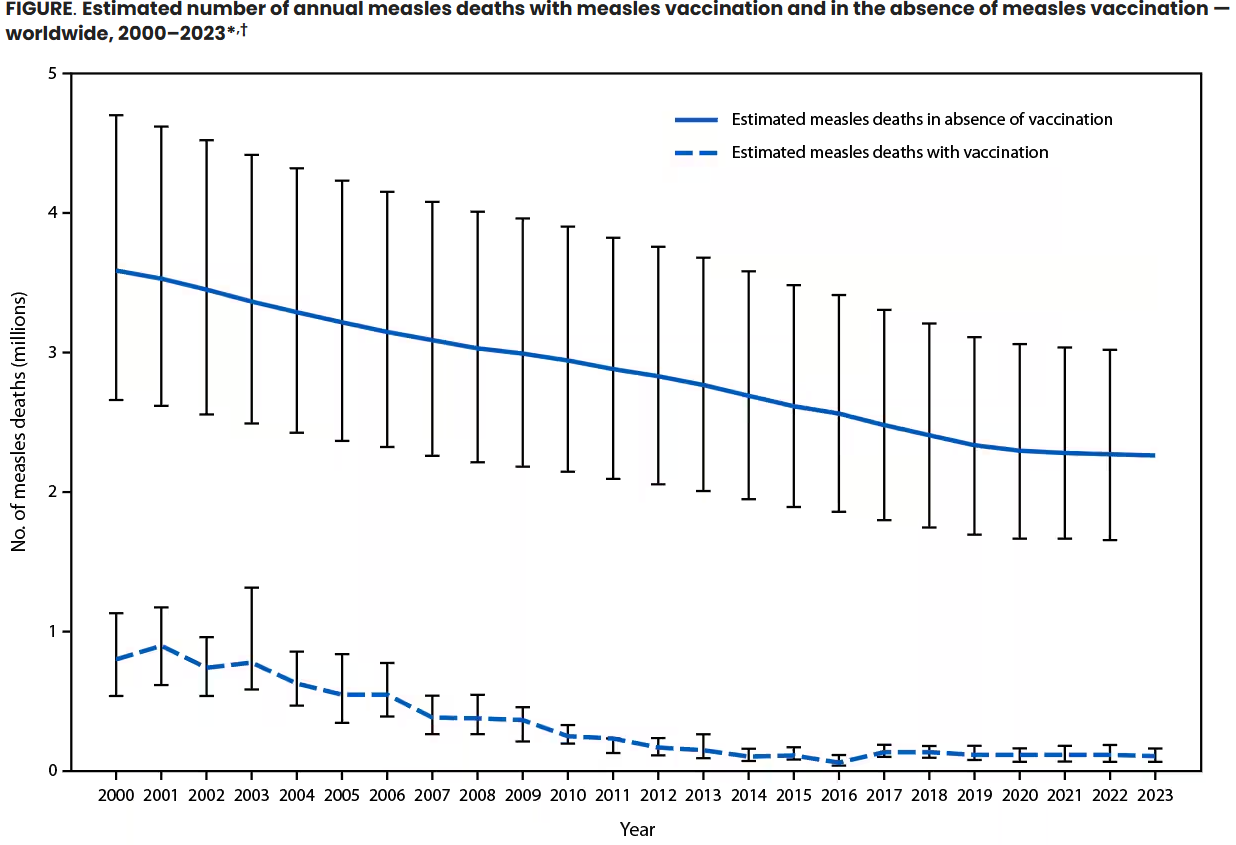 FIGURE. Estimated number of annual measles deaths with measles vaccination and in the absence of measles vaccination —
worldwide, 2000–2023*,†
5
4
3
2
1
0
No. of measles deaths (millions)
Estimated measles deaths in absence of vaccination
Estimated measles deaths with vaccination
2000 2001 2002 2003 2004 2005 2006 2007 2008 2009 2010 2011 2012 2013 2014 2015 2016 2017 2018 2019 2020 2021 2022 2023
Year